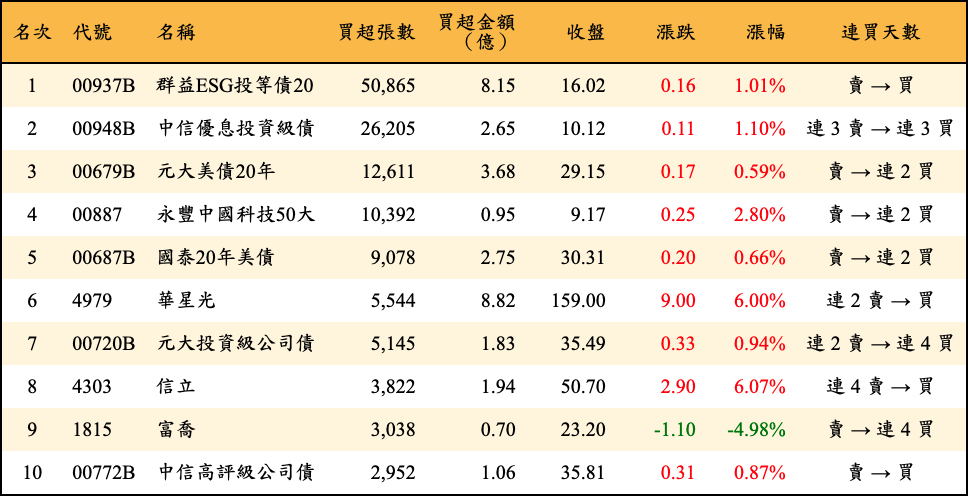 名次 代號 名稱 買超張數 買超金額（億） 收盤 漲跌 漲幅 連買天數
1 00937B 群益ESG投等債20 50,865 8.15 16.02 0.16 1.01% 賣 → 買
2 00948B 中信優息投資級債 26,205 2.65 10.12 0.11 1.10% 連 3 賣 → 連 3 買
3 00679B 元大美債20年 12,611 3.68 29.15 0.17 0.59% 賣 → 連 2 買
4 00887 永豐中國科技50大 10,392 0.95 9.17 0.25 2.80% 賣 → 連 2 買
5 00687B 國泰20年美債 9,078 2.75 30.31 0.20 0.66% 賣 → 連 2 買
6 4979 華星光 5,544 8.82 159.00 9.00 6.00% 連 2 賣 → 買
7 00720B 元大投資級公司債 5,145 1.83 35.49 0.33 0.94% 連 2 賣 → 連 4 買
8 4303 信立 3,822 1.94 50.70 2.90 6.07% 連 4 賣 → 買
9 1815 富喬 3,038 0.70 23.20 -1.10 -4.98% 賣 → 連 4 買
10 00772B 中信高評級公司債 2,952 1.06 35.81 0.31 0.87% 賣 → 買